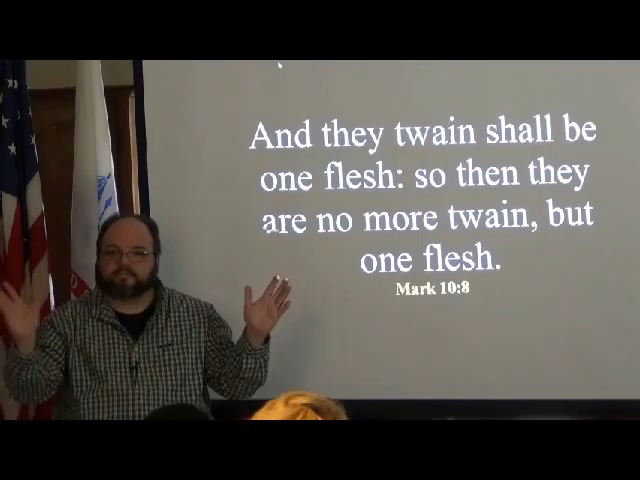 And they twain shall be
one flesh: so then they
are no more twain, but
one flesh.
Mark 10:8